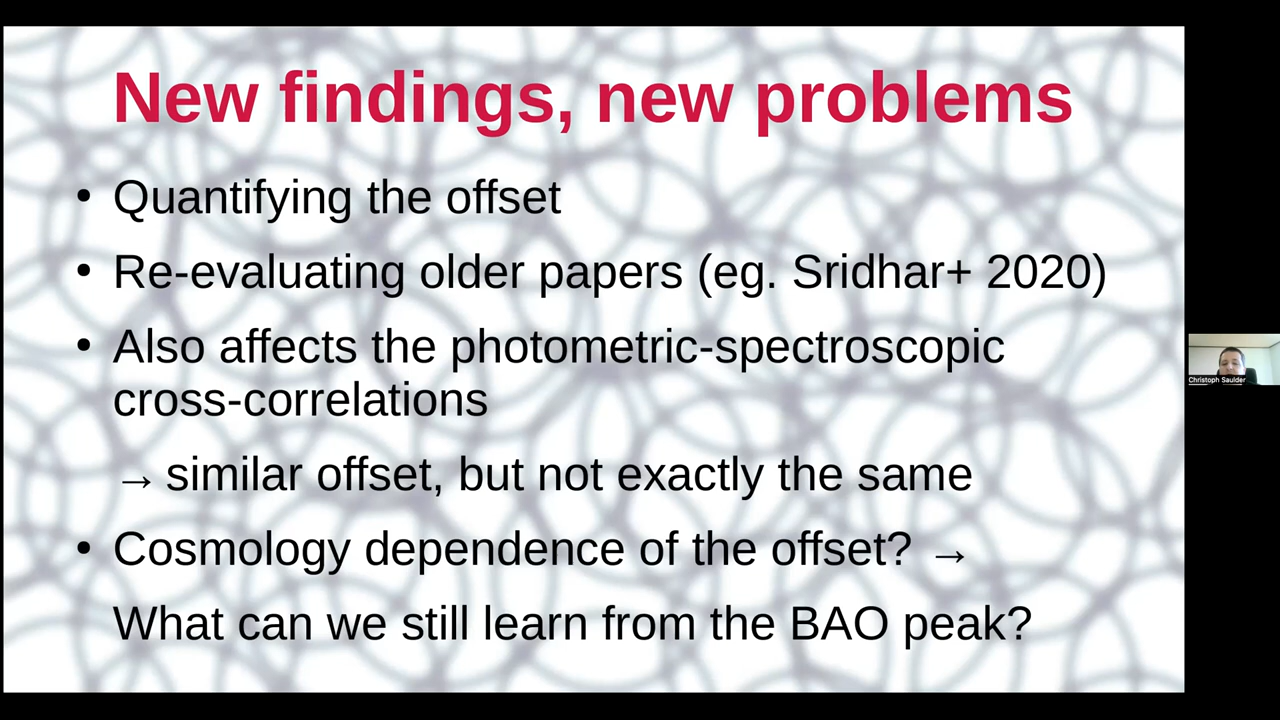 New findings, new problems
• Quantifying the offset
• Re-evaluating older papers (eg. Sridhar+ 2020)
• Also affects the photometric-spectroscopic
cross-correlations
→ similar offset, but not exactly the same
• Cosmology dependence of the offset? →
What can we still learn from the BAO peak?
Christoph Saulder